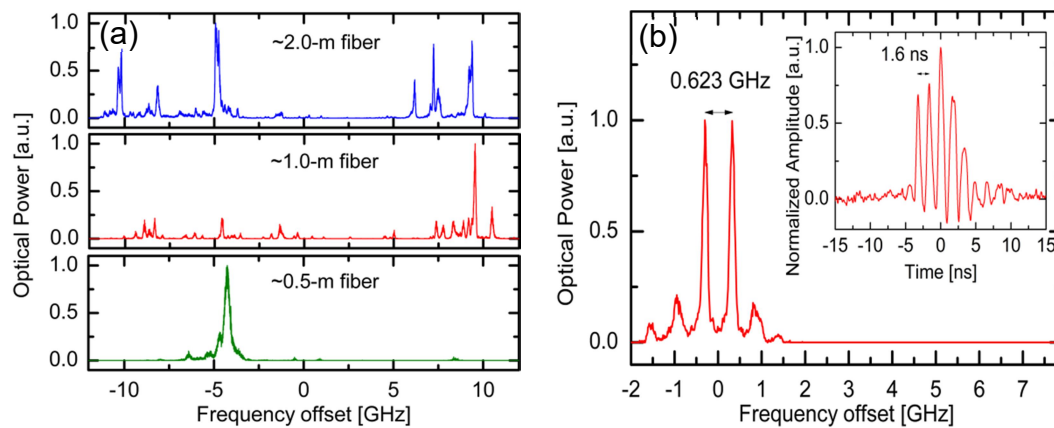 (a)
~2.0-m fiber
1.0
0.5
0.0
~1.0-m fiber
1.0
0.5
0.0
~0.5-m fiber
1.0
0.5
0.0
Optical Power [a.u.]
-10 -5 0 5 10
Frequency offset [GHz]
(b)
0.623 GHz
1.0
0.5
0.0
Optical Power [a.u.]
-2 -1 0 1 2 3 4 5 6 7
Frequency offset [GHz]
1.6 ns
1.0
0.5
0.0
Normalized Amplitude [a.u.]
-15 -10 -5 0 5 10 15
Time [ns]